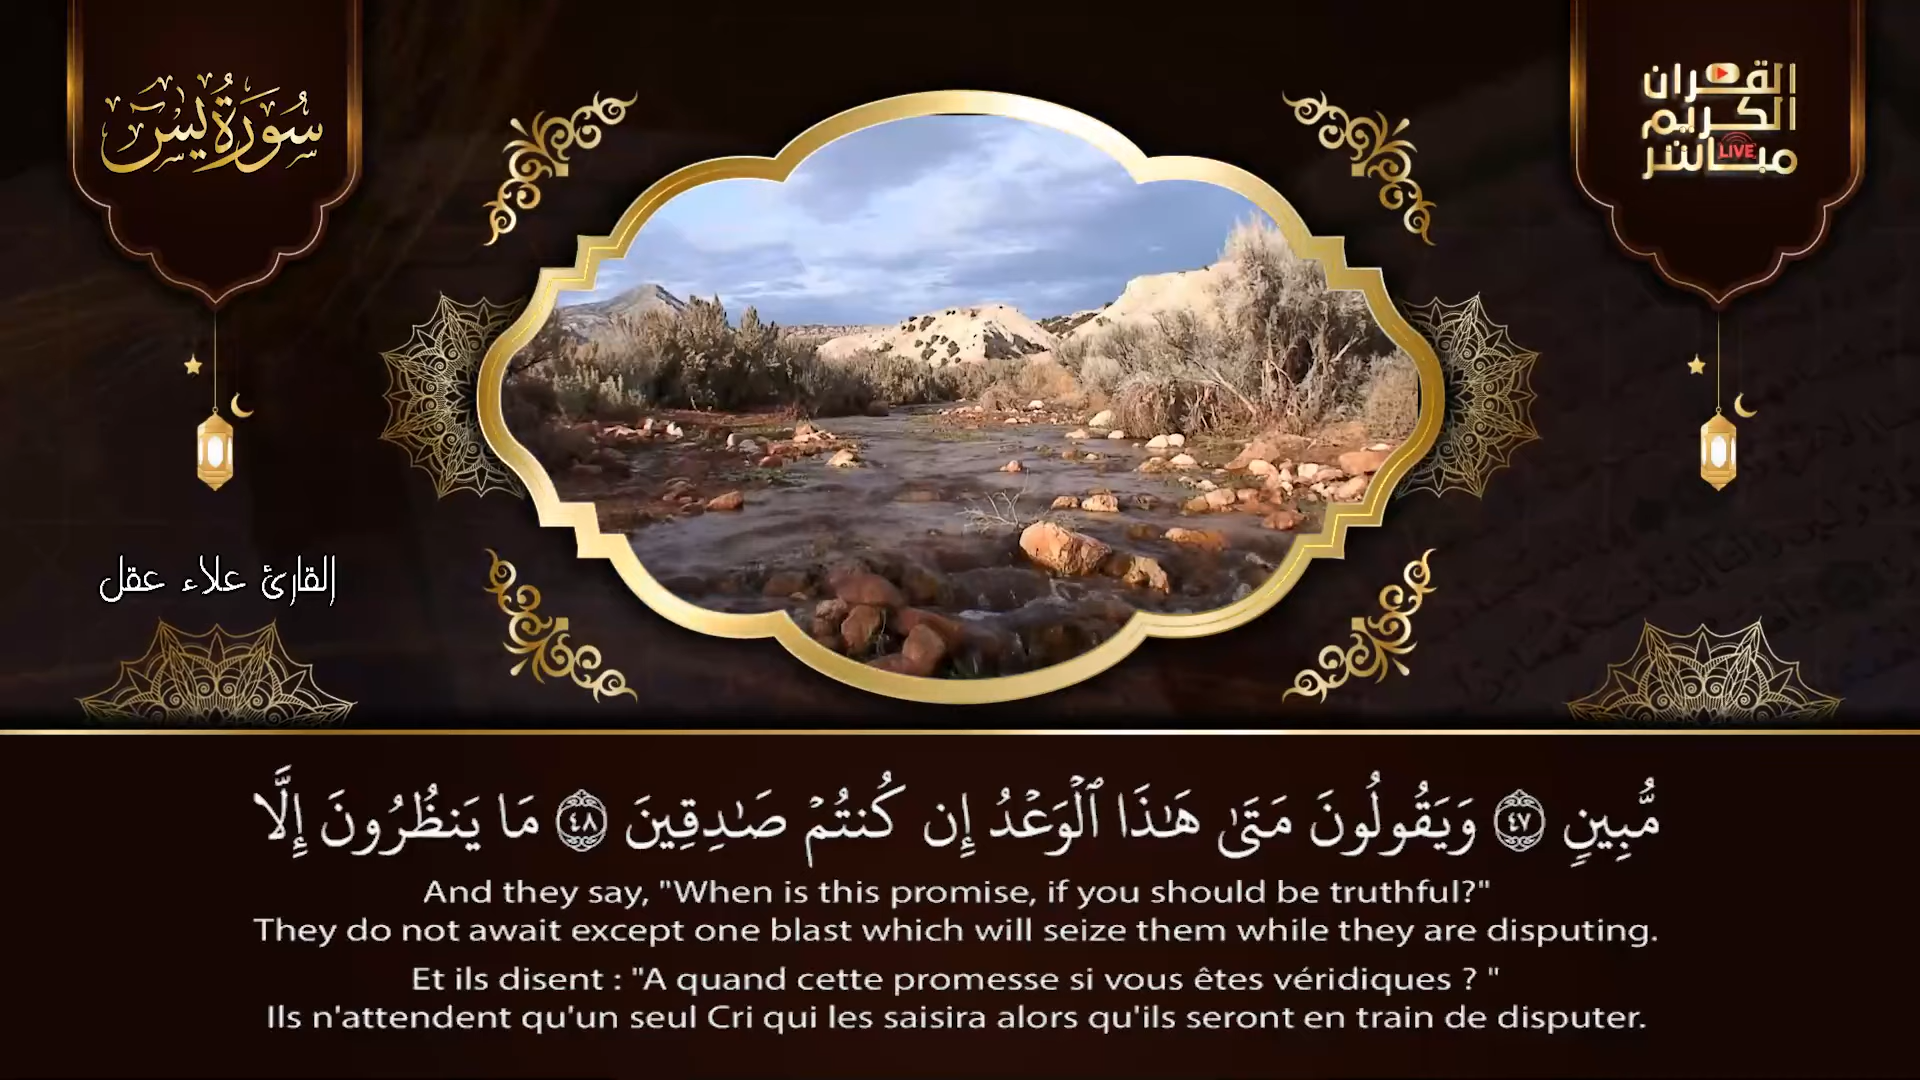 سُورَةُ يسٓ
القرآن
الكريم
مباشر
LIVE
القارئ علاء عقل
مُّبِينٍ ٤٧ وَيَقُولُونَ مَتَىٰ هَٰذَا ٱلْوَعْدُ إِن كُنتُمْ صَٰدِقِينَ ٤٨ مَا يَنظُرُونَ إِلَّا
And they say, "When is this promise, if you should be truthful?"
They do not await except one blast which will seize them while they are disputing.
Et ils disent : "A quand cette promesse si vous êtes véridiques ? "
Ils n'attendent qu'un seul Cri qui les saisira alors qu'ils seront en train de disputer.